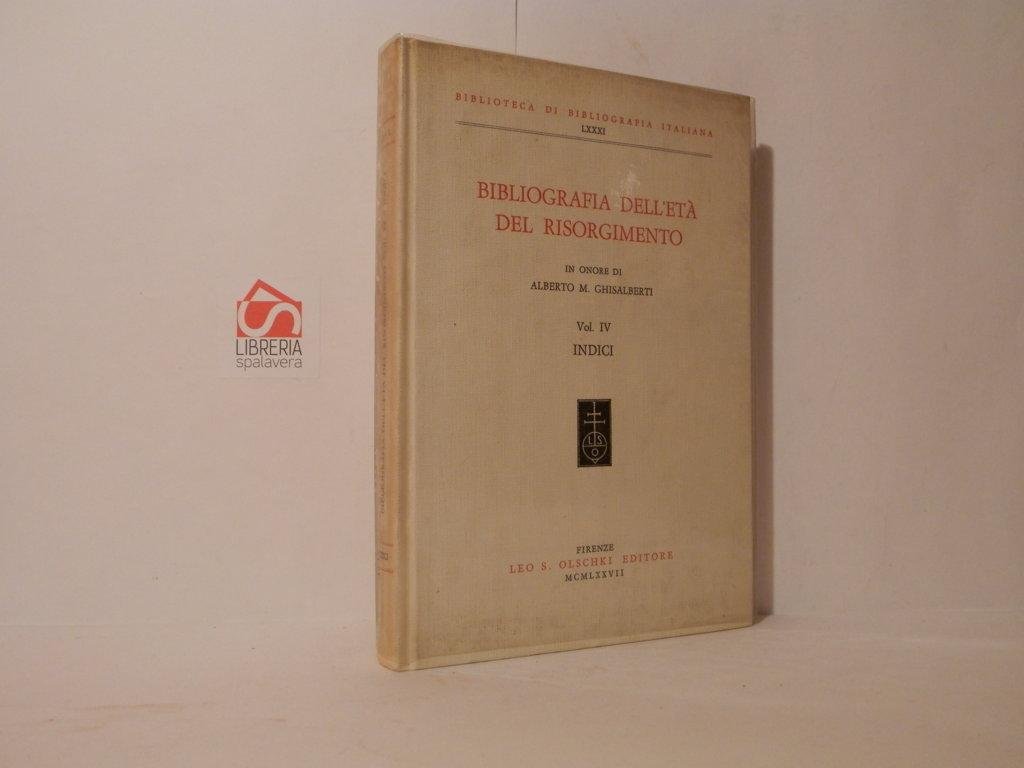 BIBLIOTECA DI BIBLIOGRAFIA ITALIANA
LXXXI
BIBLIOGRAFIA DELL'ETÀ
DEL RISORGIMENTO
IN ONORE DI
ALBERTO M. GHISALBERTI
Vol. IV
INDICI
L S
O
FIRENZE
LEO S. OLSCHKI EDITORE
MCMLXXVII
LIBRERIA
spalavera